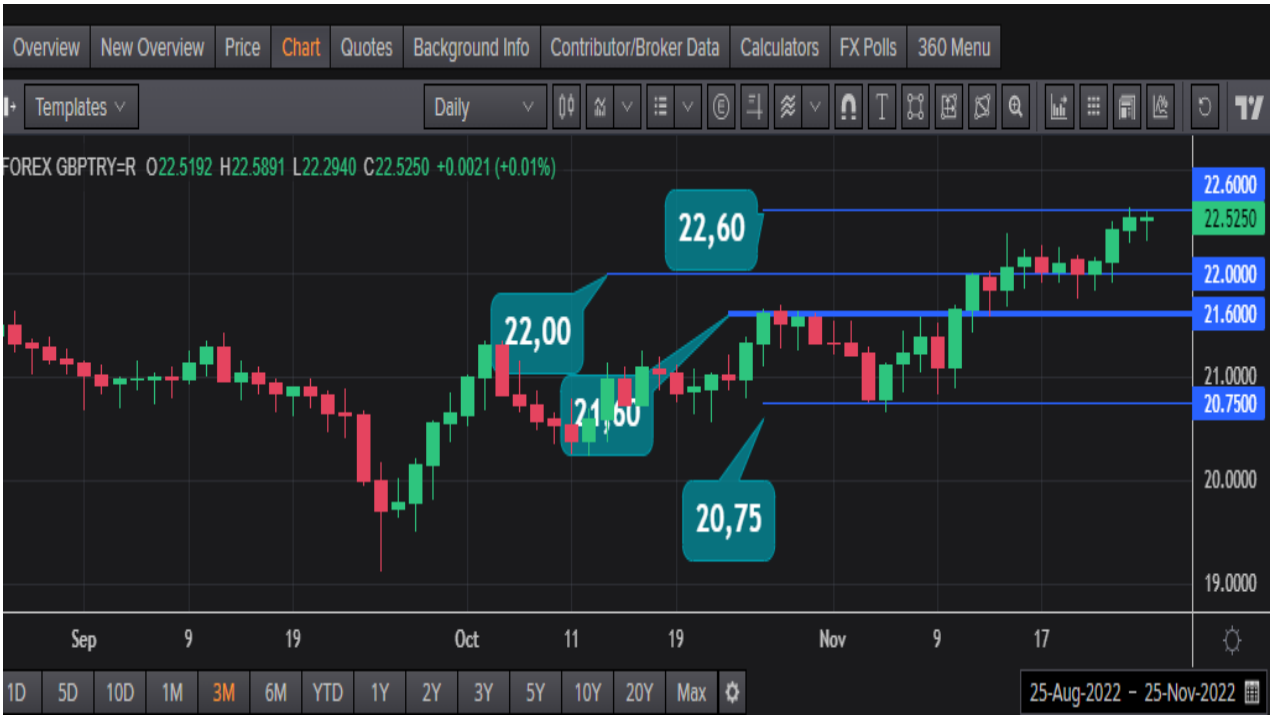 Overview New Overview Price Chart Quotes Background Info Contributor/Broker Data Calculators FX Polls 360 Menu
Templates Daily E T
FOREX GBPTRY=R O22.5192 H22.5891 L22.2940 C22.5250 +0.0021 (+0.01%)
22.6000
22,60
22.5250
22.0000
22,00
21.6000
21.0000
21,60
20.7500
20.0000
20,75
19.0000
Sep 9 19 Oct 11 19 Nov 9 17
1D 5D 10D 1M 3M 6M YTD 1Y 2Y 3Y 5Y 10Y 20Y Max 25-Aug-2022 - 25-Nov-2022